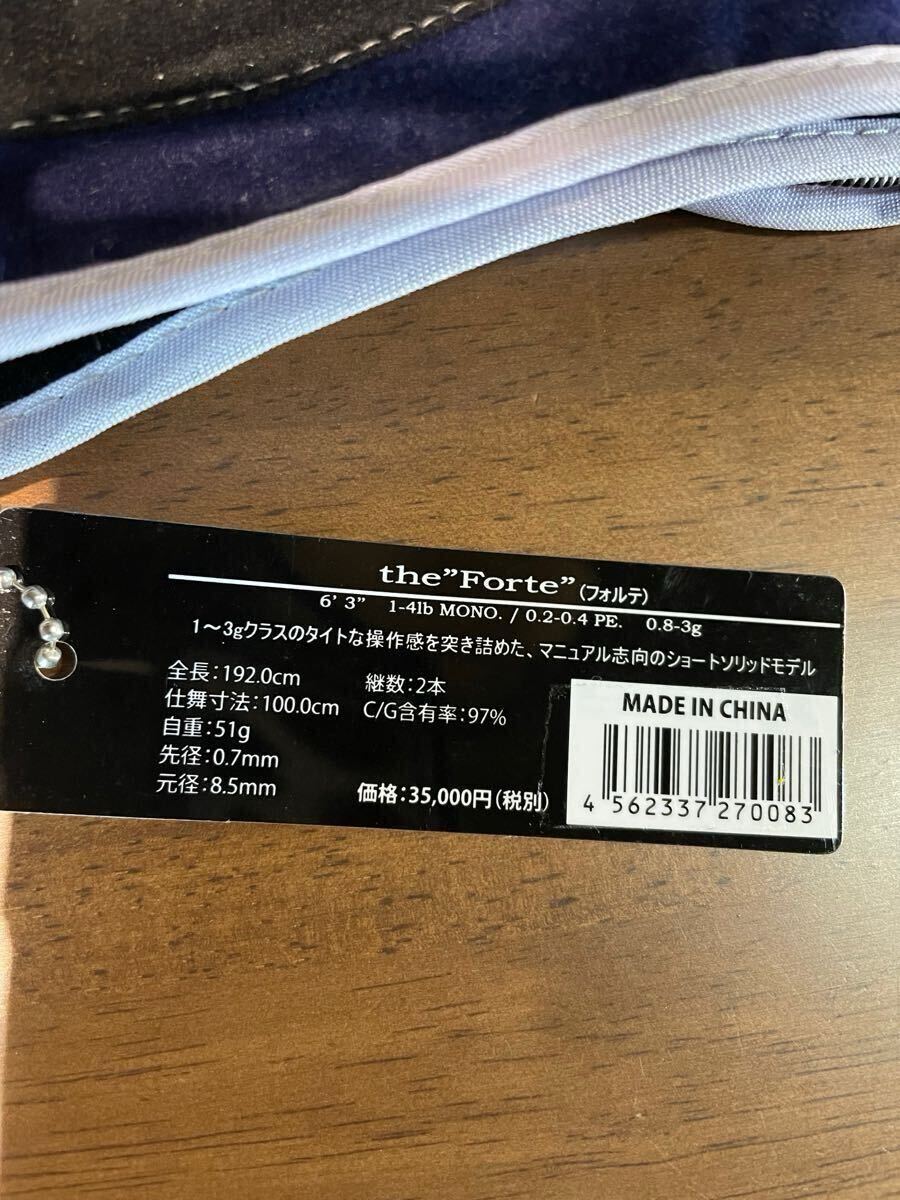 the”Forte”(フォルテ)
6’ 3” 1-4lb MONO. / 0.2-0.4 PE. 0.8-3g
1〜3gクラスのタイトな操作感を突き詰めた、マニュアル志向のショートソリッドモデル
全長:192.0cm 継数:2本
仕舞寸法:100.0cm C/G含有率:97%
自重:51g
先径:0.7mm
元径:8.5mm
価格:35,000円(税別)
MADE IN CHINA
4 562337 270083